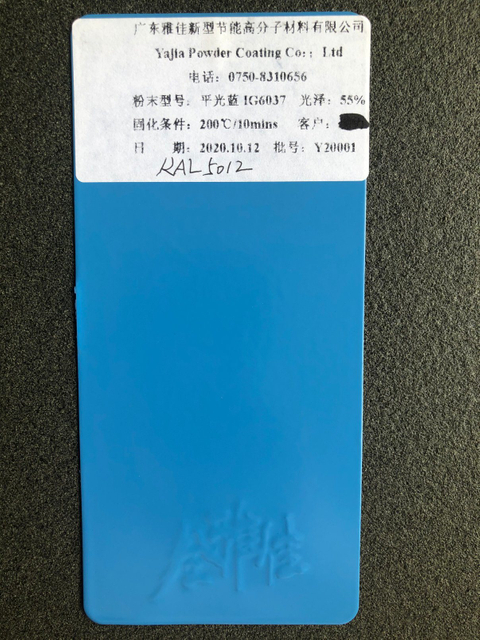 广东雅佳新型节能高分子材料有限公司
Yajia Powder Coating Co:; Ltd
电话: 0750-8310656
粉末型号: 平光蓝 IG6037 光泽: 55%
固化条件: 200℃/10mins 客户:
日 期: 2020.10.12 批号: Y20001
RAL 5012